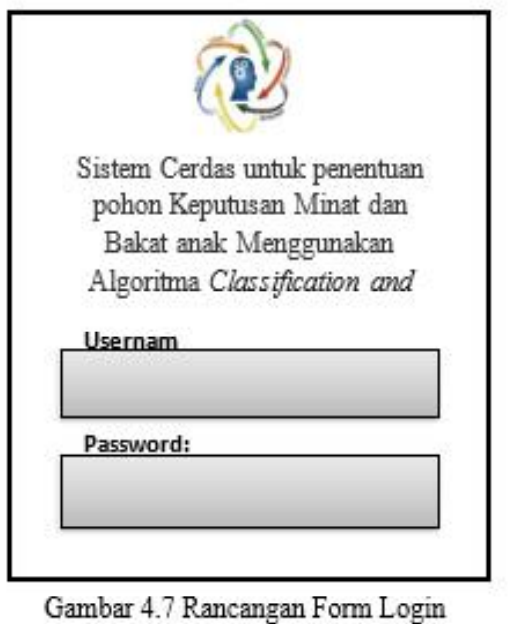 Sistem Cerdas untuk penentuan
pohon Keputusan Minat dan
Bakat anak Menggunakan
Algoritma Classification and
Usernam
Password:
Gambar 4.7 Rancangan Form Login